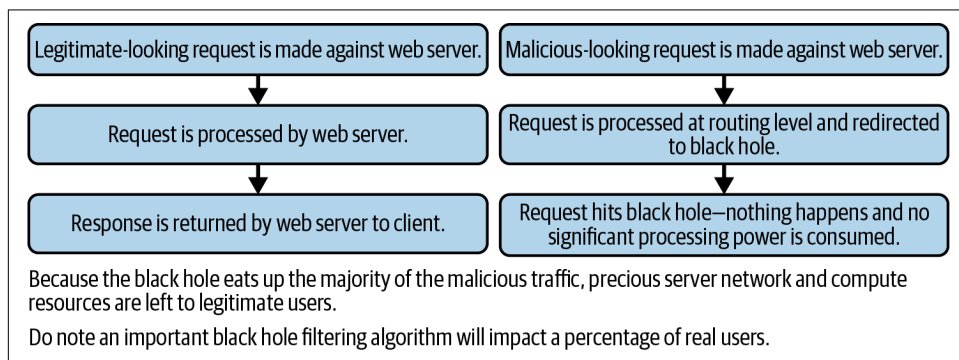 Legitimate-looking request is made against web server.
Request is processed by web server.
Response is returned by web server to client.
Malicious-looking request is made against web server.
Request is processed at routing level and redirected
to black hole.
Request hits black hole—nothing happens and no
significant processing power is consumed.
Because the black hole eats up the majority of the malicious traffic, precious server network and compute
resources are left to legitimate users.
Do note an important black hole filtering algorithm will impact a percentage of real users.